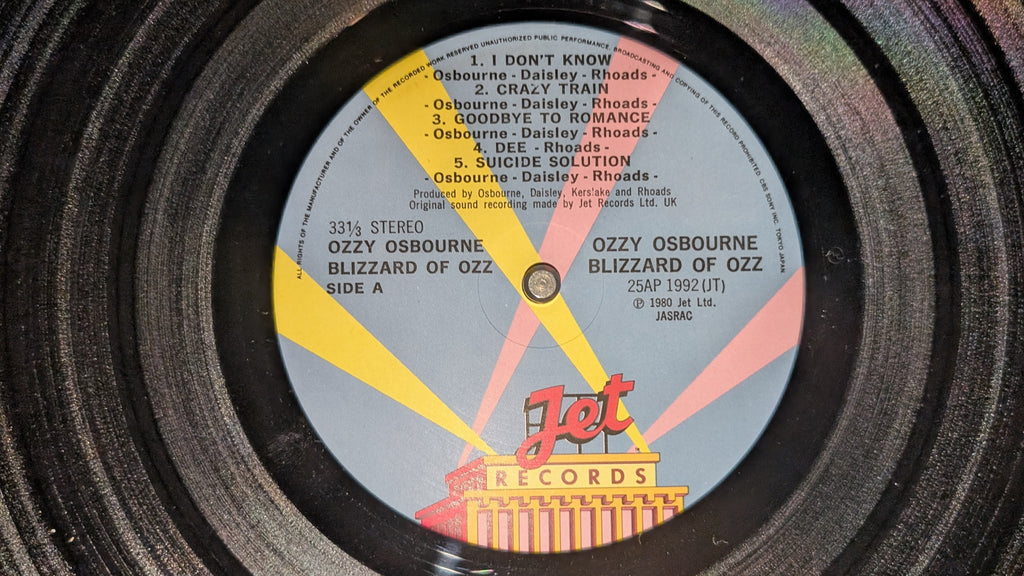 ALL RIGHTS OF THE MANUFACTURER AND OF THE OWNER OF THE RECORDED WORK RESERVED UNAUTHORIZED PUBLIC PERFORMANCE, BROADCASTING AND COPYING OF THIS RECORD PROHIBITED. CBS SONY INC. TOKYO JAPAN
1. I DON'T KNOW
- Osbourne - Daisley - Rhoads -
2. CRAZY TRAIN
- Osbourne - Daisley - Rhoads -
3. GOODBYE TO ROMANCE
- Osbourne - Daisley - Rhoads -
4. DEE - Rhoads -
5. SUICIDE SOLUTION
- Osbourne - Daisley - Rhoads -
Produced by Osbourne, Daisley, Kerslake and Rhoads
Original sound recording made by Jet Records Ltd. UK
33⅓ STEREO
OZZY OSBOURNE
BLIZZARD OF OZZ
SIDE A
OZZY OSBOURNE
BLIZZARD OF OZZ
25AP 1992 (JT)
℗ 1980 Jet Ltd.
JASRAC
Jet
RECORDS